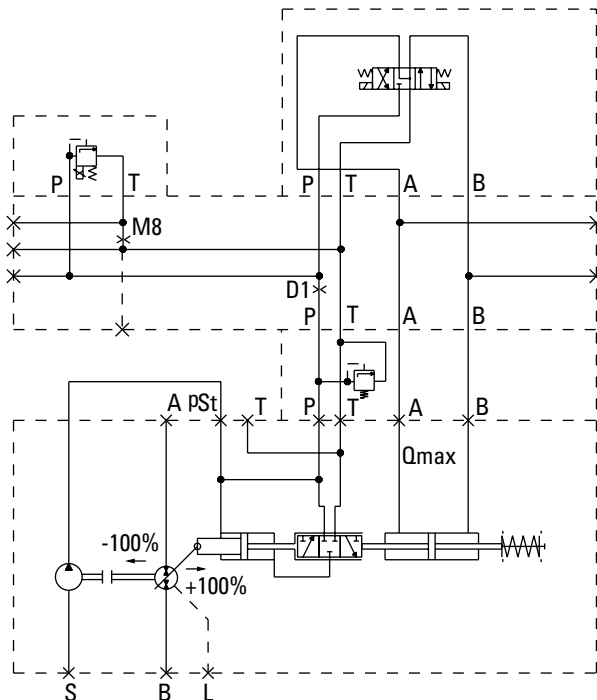 P T
P T A B
M8
D1
P T A B
A pSt T P T A B
Qmax
-100%
+100%
S B L